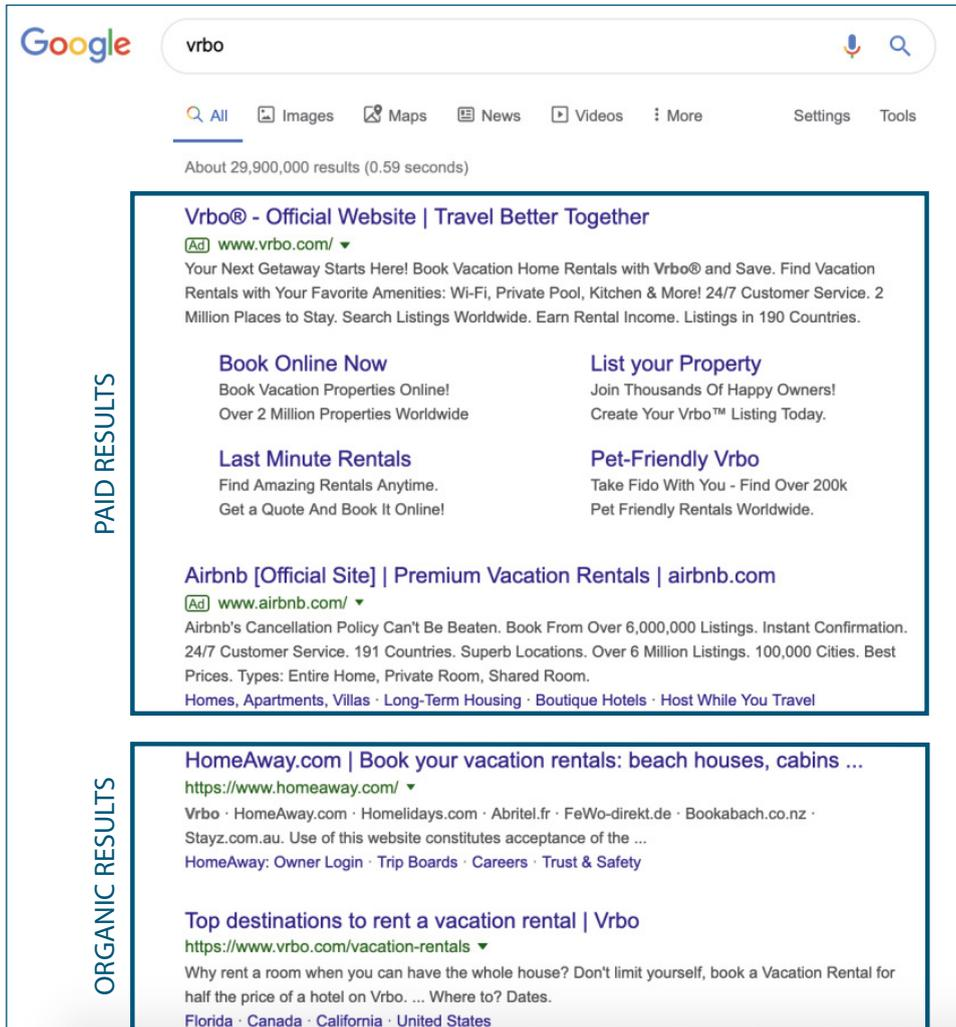 Google
vrbo
All Images Maps News Videos More Settings Tools
About 29,900,000 results (0.59 seconds)
PAID RESULTS
Vrbo® - Official Website | Travel Better Together
Ad www.vrbo.com/
Your Next Getaway Starts Here! Book Vacation Home Rentals with Vrbo® and Save. Find Vacation
Rentals with Your Favorite Amenities: Wi-Fi, Private Pool, Kitchen & More! 24/7 Customer Service. 2
Million Places to Stay. Search Listings Worldwide. Earn Rental Income. Listings in 190 Countries.
Book Online Now
Book Vacation Properties Online!
Over 2 Million Properties Worldwide
List your Property
Join Thousands Of Happy Owners!
Create Your Vrbo™ Listing Today.
Last Minute Rentals
Find Amazing Rentals Anytime.
Get a Quote And Book It Online!
Pet-Friendly Vrbo
Take Fido With You - Find Over 200k
Pet Friendly Rentals Worldwide.
Airbnb [Official Site] | Premium Vacation Rentals | airbnb.com
Ad www.airbnb.com/
Airbnb's Cancellation Policy Can't Be Beaten. Book From Over 6,000,000 Listings. Instant Confirmation.
24/7 Customer Service. 191 Countries. Superb Locations. Over 6 Million Listings. 100,000 Cities. Best
Prices. Types: Entire Home, Private Room, Shared Room.
Homes, Apartments, Villas · Long-Term Housing · Boutique Hotels · Host While You Travel
ORGANIC RESULTS
HomeAway.com | Book your vacation rentals: beach houses, cabins ...
https://www.homeaway.com/
Vrbo · HomeAway.com · Homelidays.com · Abritel.fr · FeWo-direkt.de · Bookabach.co.nz ·
Stayz.com.au. Use of this website constitutes acceptance of the ...
HomeAway: Owner Login · Trip Boards · Careers · Trust & Safety
Top destinations to rent a vacation rental | Vrbo
https://www.vrbo.com/vacation-rentals
Why rent a room when you can have the whole house? Don't limit yourself, book a Vacation Rental for
half the price of a hotel on Vrbo. ... Where to? Dates.
Florida · Canada · California · United States